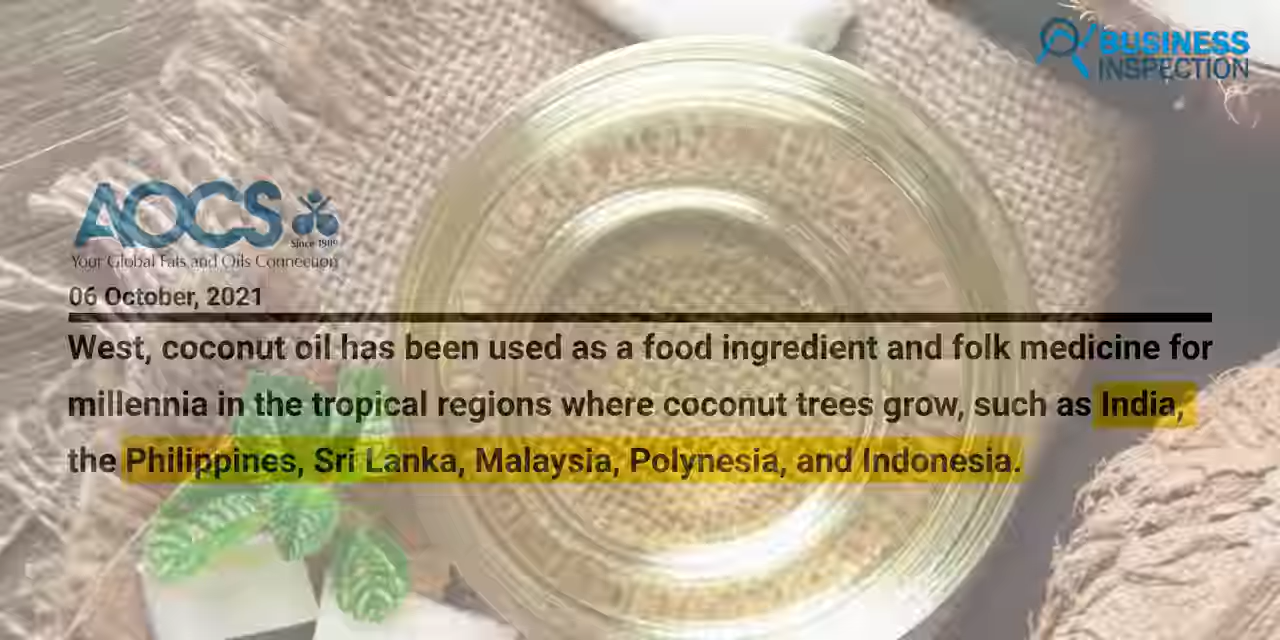 BUSINESS
INSPECTION
AOCS
Since 1909
Your Global Fats and Oils Connection
06 October, 2021
West, coconut oil has been used as a food ingredient and folk medicine for
millennia in the tropical regions where coconut trees grow, such as India,
the Philippines, Sri Lanka, Malaysia, Polynesia, and Indonesia.